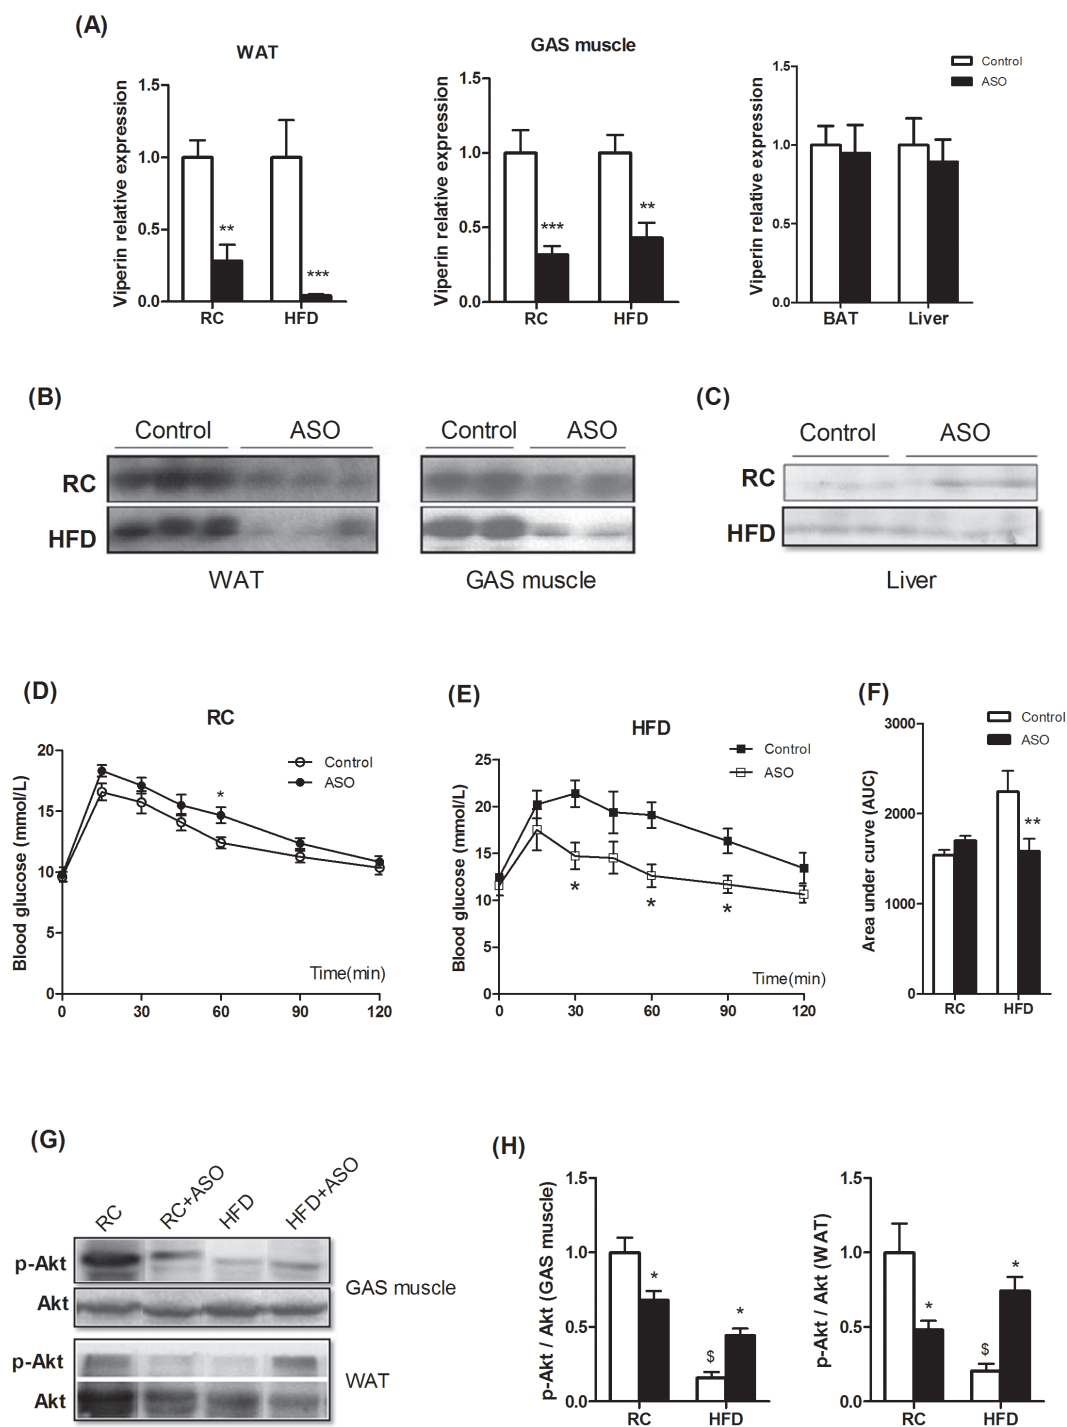 (A)
WAT
GAS muscle
Control
ASO
Viperin relative expression
1.5
1.0
0.5
0.0
**
***
RC
HFD
Viperin relative expression
1.5
1.0
0.5
0.0
***
**
RC
HFD
Viperin relative expression
1.5
1.0
0.5
0.0
BAT
Liver
(B)
Control
ASO
Control
ASO
RC
HFD
WAT
GAS muscle
(C)
Control
ASO
RC
HFD
Liver
(D)
RC
Control
ASO
Blood glucose (mmol/L)
20
15
10
5
0
*
Time(min)
0 30 60 90 120
(E)
HFD
Control
ASO
Blood glucose (mmol/L)
25
20
15
10
5
0
* * *
Time(min)
0 30 60 90 120
(F)
Control
ASO
Area under curve (AUC)
3000
2000
1000
0
**
RC
HFD
(G)
RC
RC+ASO
HFD
HFD+ASO
p-Akt
Akt
GAS muscle
p-Akt
Akt
WAT
(H)
p-Akt / Akt (GAS muscle)
1.5
1.0
0.5
0.0
*
$
*
RC
HFD
p-Akt / Akt (WAT)
1.5
1.0
0.5
0.0
*
$
*
RC
HFD